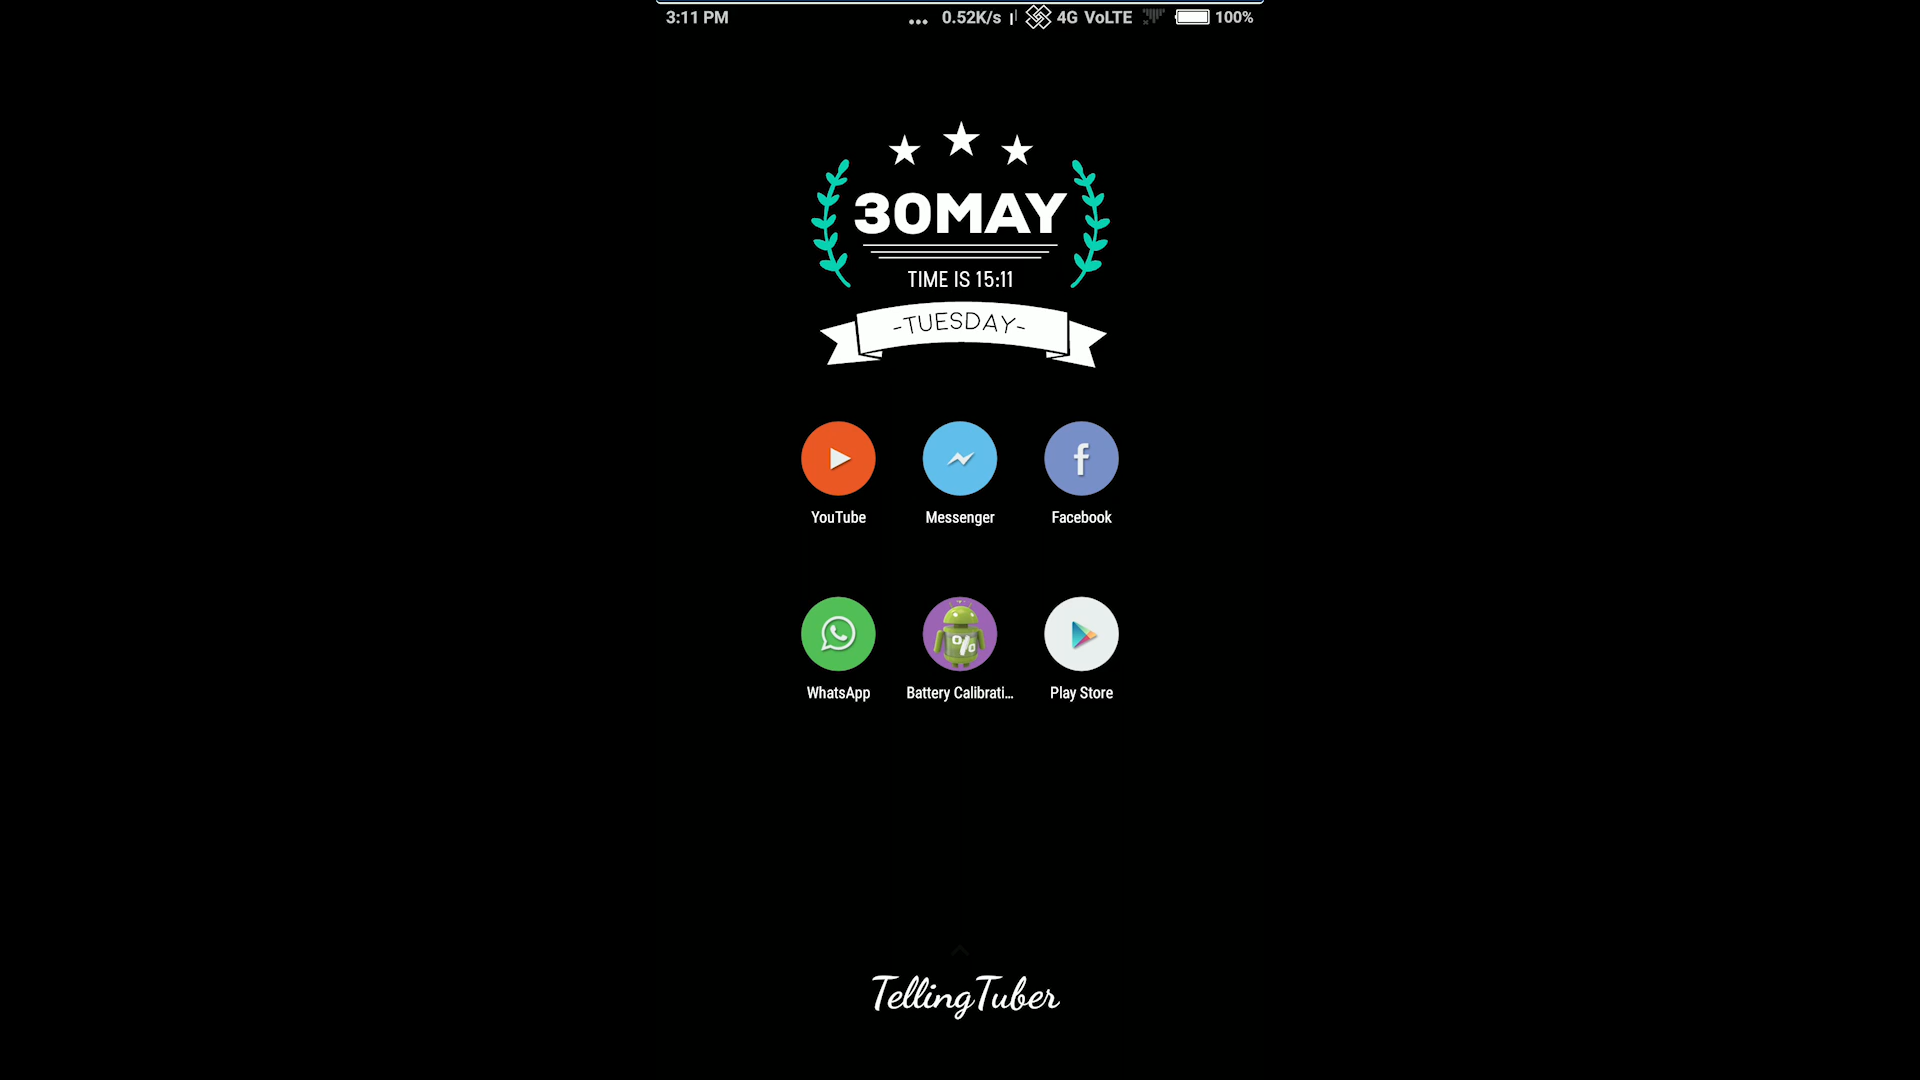 3:11 PM ... 0.52K/s 4G VoLTE 100%
30MAY
TIME IS 15:11
-TUESDAY-
YouTube Messenger Facebook
WhatsApp Battery Calibrati... Play Store
TellingTuber